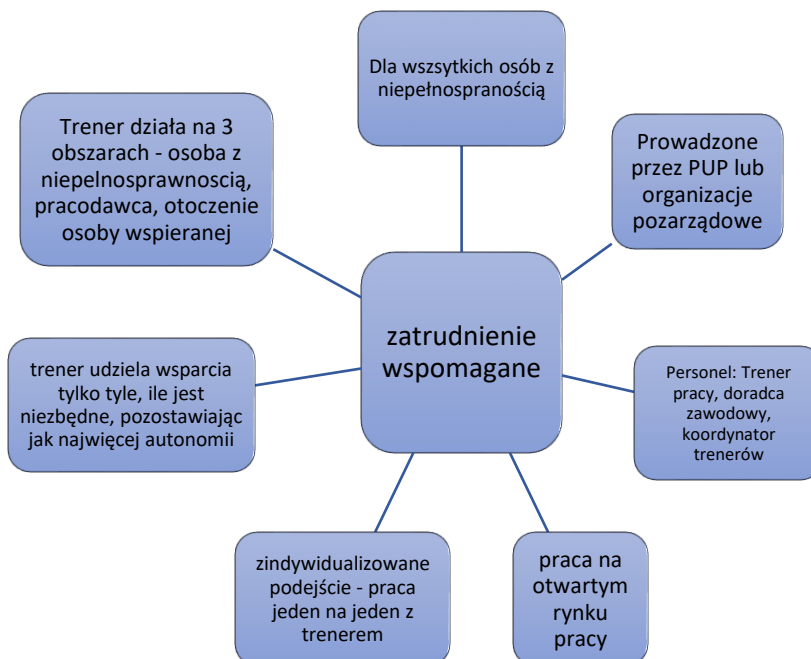 Dla wszsytkich osób z
niepełnospranością
Prowadzone
przez PUP lub
organizacje
pozarządowe
Personel: Trener
pracy, doradca
zawodowy,
koordynator
trenerów
praca na
otwartym
rynku
pracy
zindywidualizowane
podejście - praca
jeden na jeden z
trenerem
trener udziela wsparcia
tylko tyle, ile jest
niezbędne, pozostawiając
jak najwięcej autonomii
Trener działa na 3
obszarach - osoba z
niepelnosprawnoscią,
pracodawca, otoczenie
osoby wspieranej
zatrudnienie
wspomagane